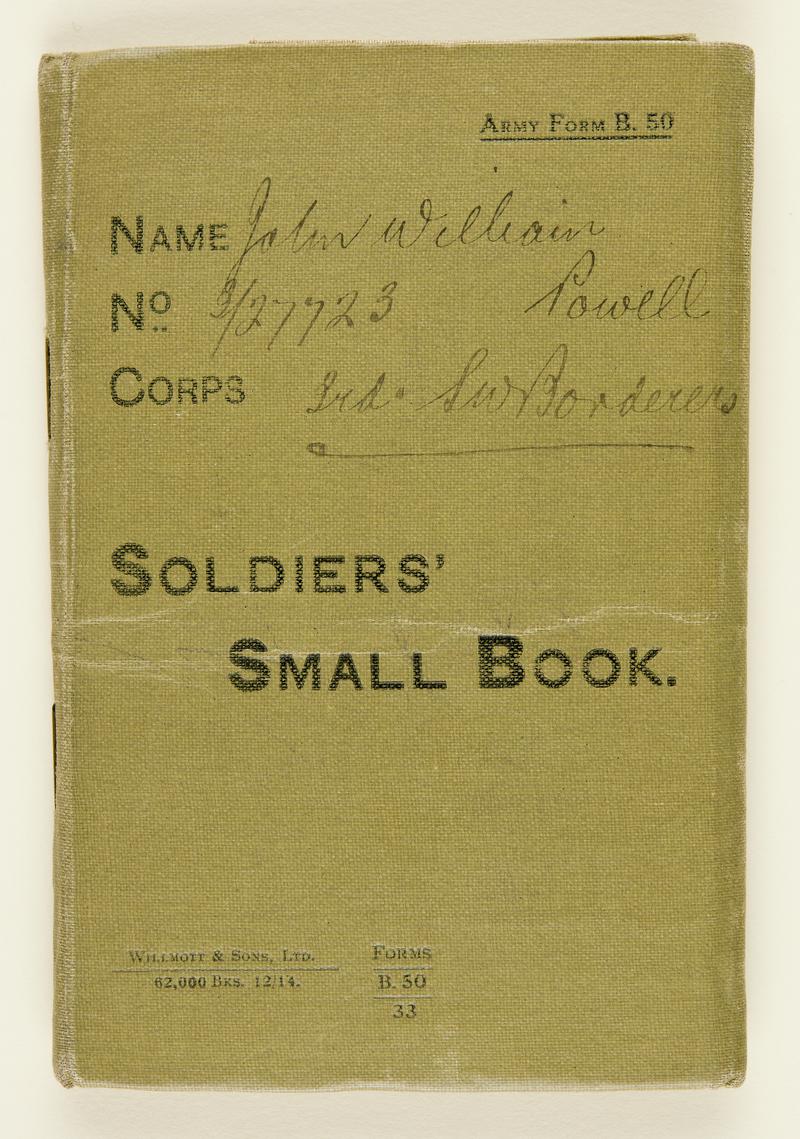 ARMY FORM B. 50
NAME John William
No 3/27723 Powell
CORPS 3rd. S W Borderers
SOLDIERS'
SMALL BOOK.
WILLMOTT & SONS, LTD.
62,000 BKS. 12/14.
FORMS
B. 50
33